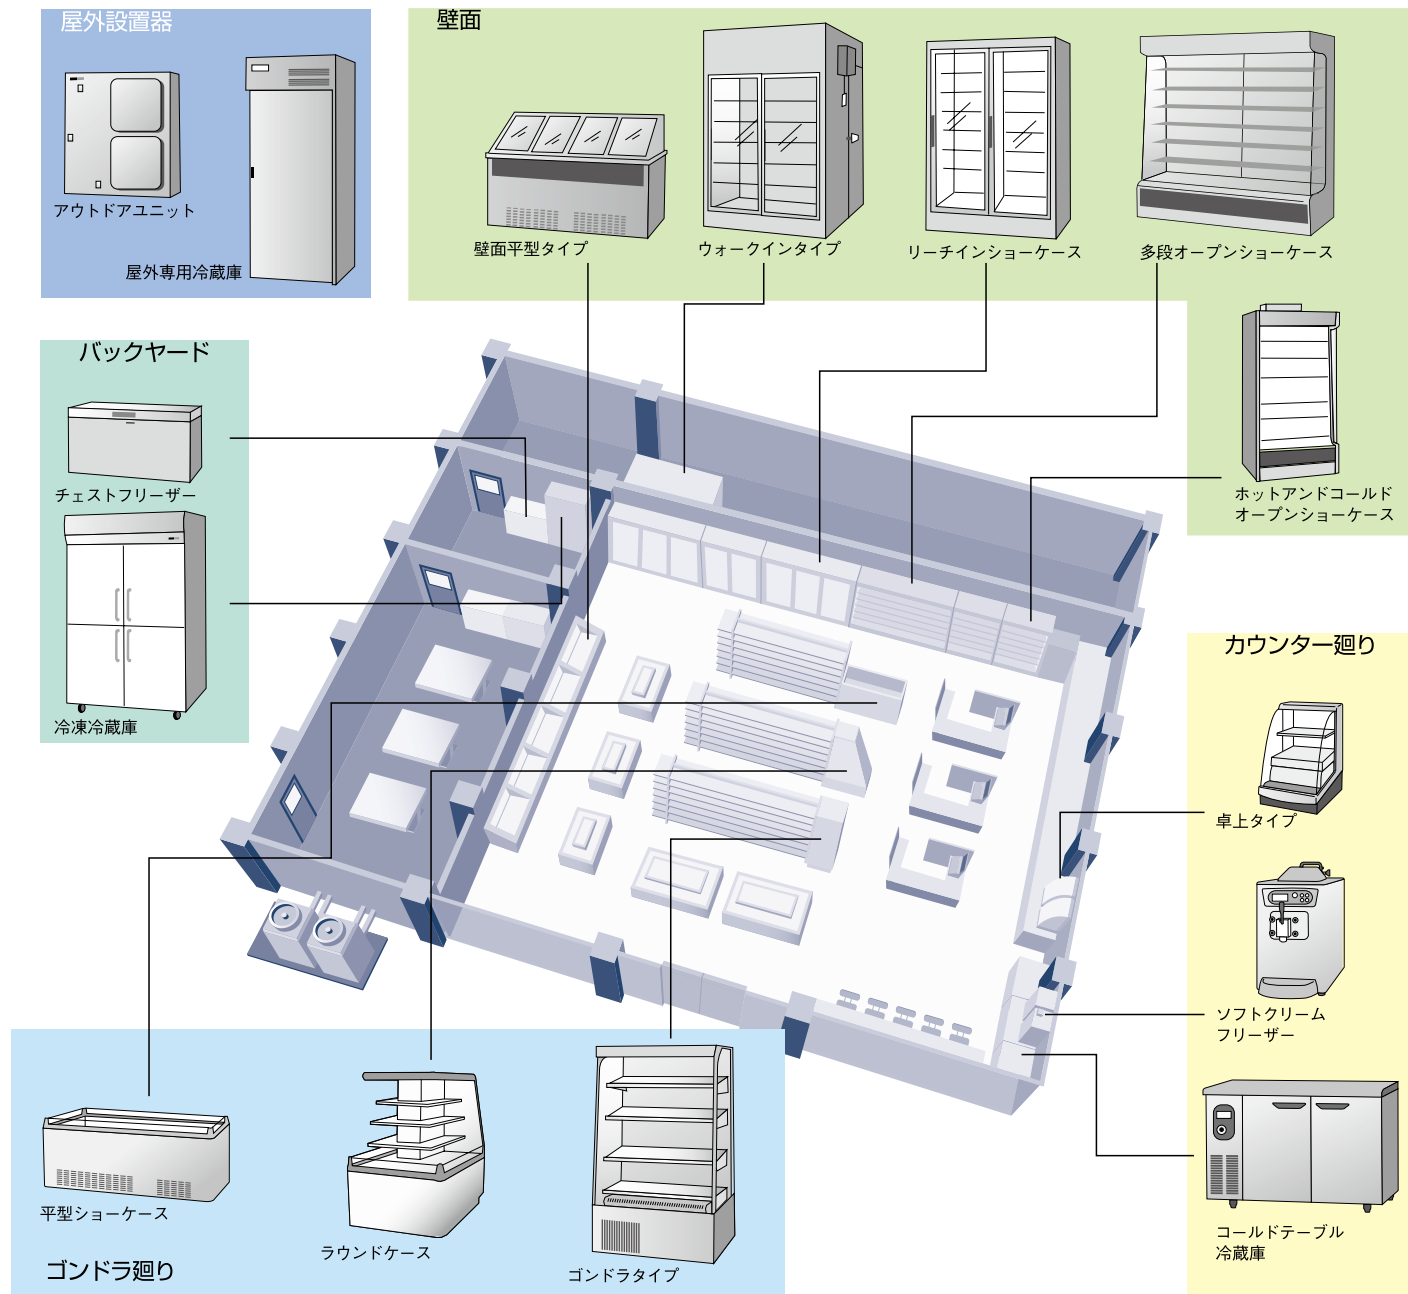 屋外設置器
アウトドアユニット
屋外専用冷蔵庫
壁面
壁面平型タイプ
ウォークインタイプ
リーチインショーケース
多段オープンショーケース
ホットアンドコールド
オープンショーケース
バックヤード
チェストフリーザー
冷凍冷蔵庫
カウンター廻り
卓上タイプ
ソフトクリーム
フリーザー
コールドテーブル
冷蔵庫
平型ショーケース
ラウンドケース
ゴンドラタイプ
ゴンドラ廻り